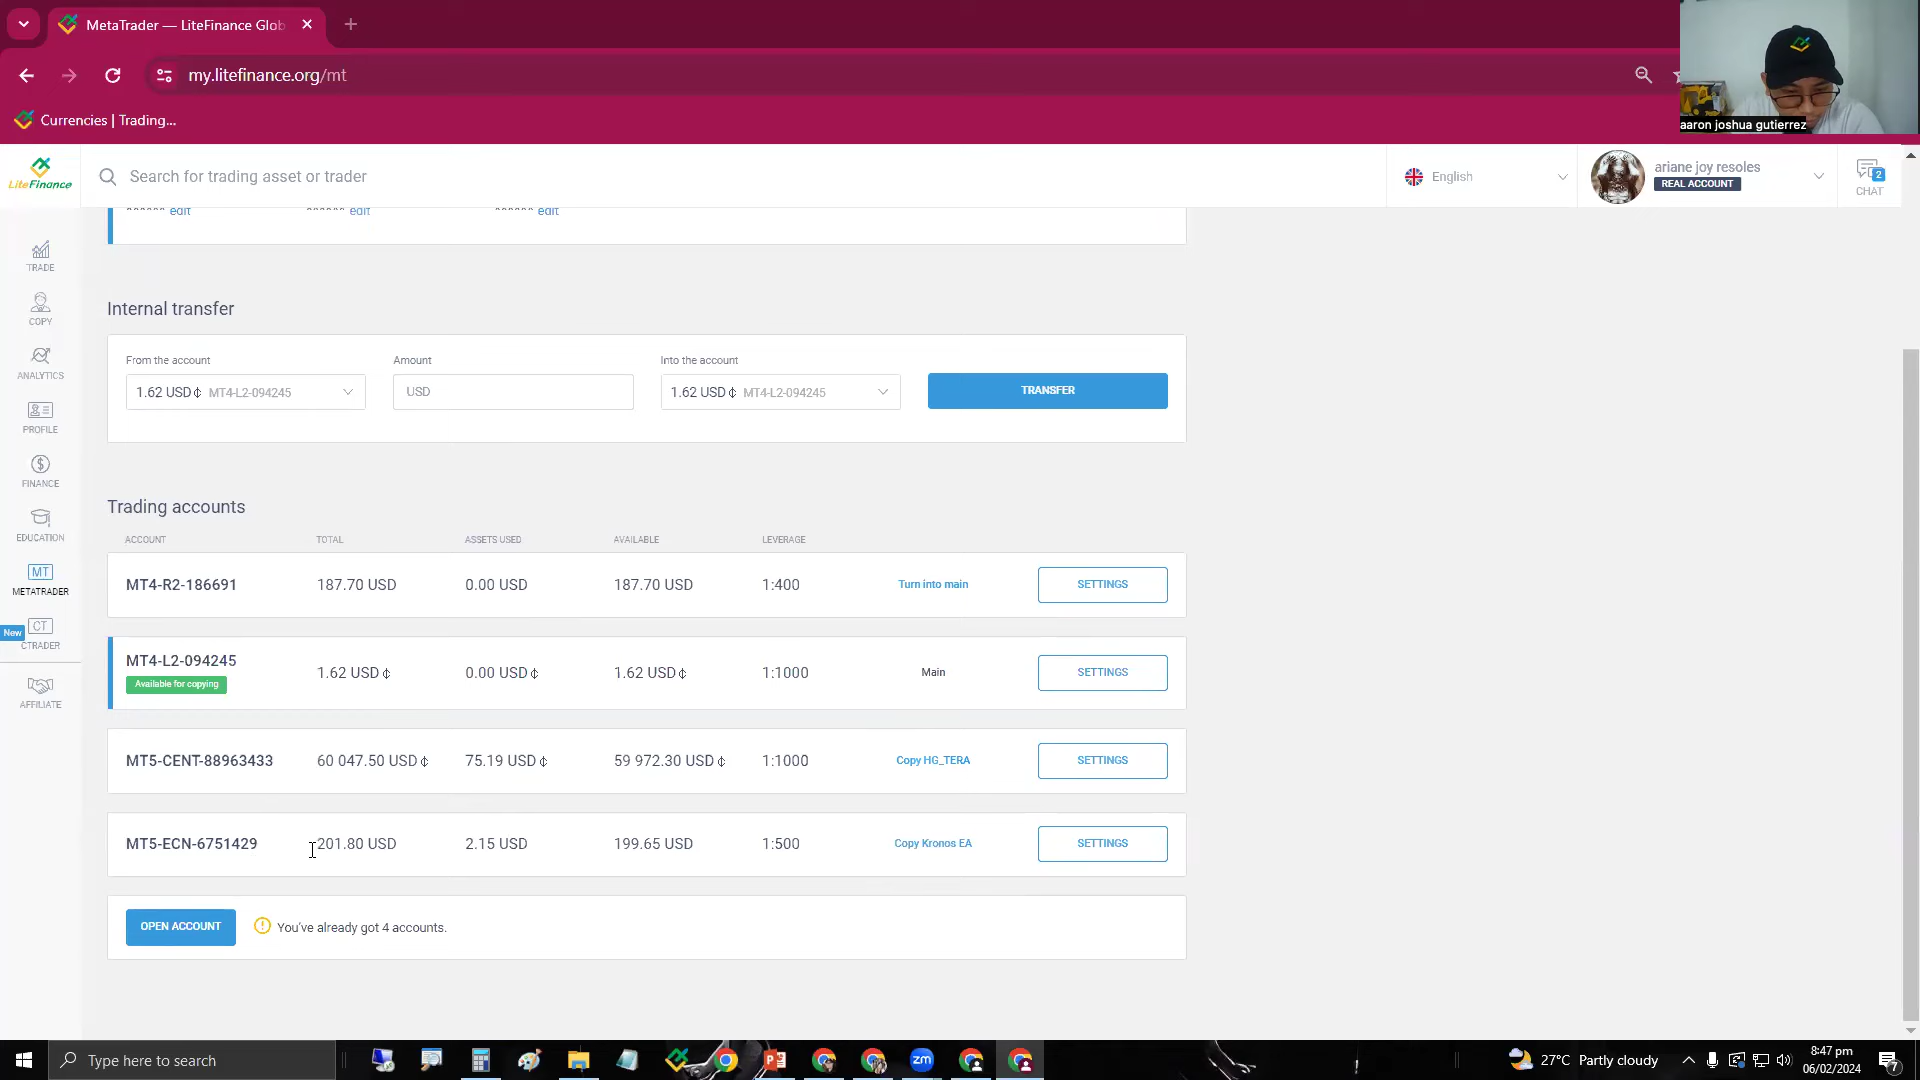 MetaTrader — LiteFinance Glob
my.litefinance.org/mt
Currencies | Trading...
aaron joshua gutierrez
LiteFinance
Search for trading asset or trader
English
ariane joy resoles
REAL ACCOUNT
2
CHAT
edit
edit
edit
TRADE
COPY
ANALYTICS
PROFILE
FINANCE
EDUCATION
MT
METATRADER
New
CT
CTRADER
AFFILIATE
Internal transfer
From the account
Amount
Into the account
1.62 USD ¢ MT4-L2-094245
USD
1.62 USD ¢ MT4-L2-094245
TRANSFER
Trading accounts
ACCOUNT TOTAL ASSETS USED AVAILABLE LEVERAGE
MT4-R2-186691 187.70 USD 0.00 USD 187.70 USD 1:400 Turn into main SETTINGS
MT4-L2-094245 1.62 USD ¢ 0.00 USD ¢ 1.62 USD ¢ 1:1000 Main SETTINGS
Available for copying
MT5-CENT-88963433 60 047.50 USD ¢ 75.19 USD ¢ 59 972.30 USD ¢ 1:1000 Copy HG_TERA SETTINGS
MT5-ECN-6751429 201.80 USD 2.15 USD 199.65 USD 1:500 Copy Kronos EA SETTINGS
OPEN ACCOUNT
You've already got 4 accounts.
Type here to search
zm
27°C Partly cloudy
8:47 pm
06/02/2024
7